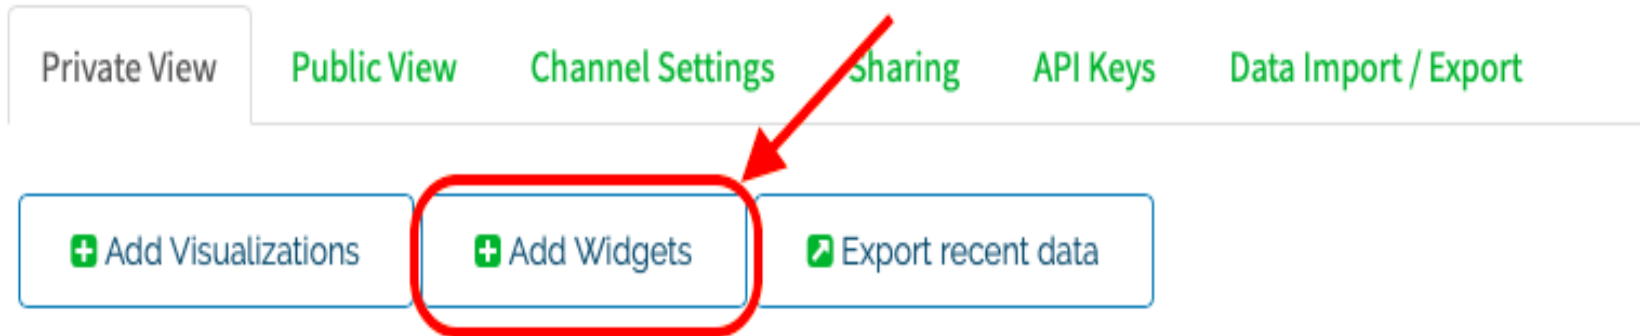 Private View Public View Channel Settings Sharing API Keys Data Import / Export
Add Visualizations Add Widgets Export recent data